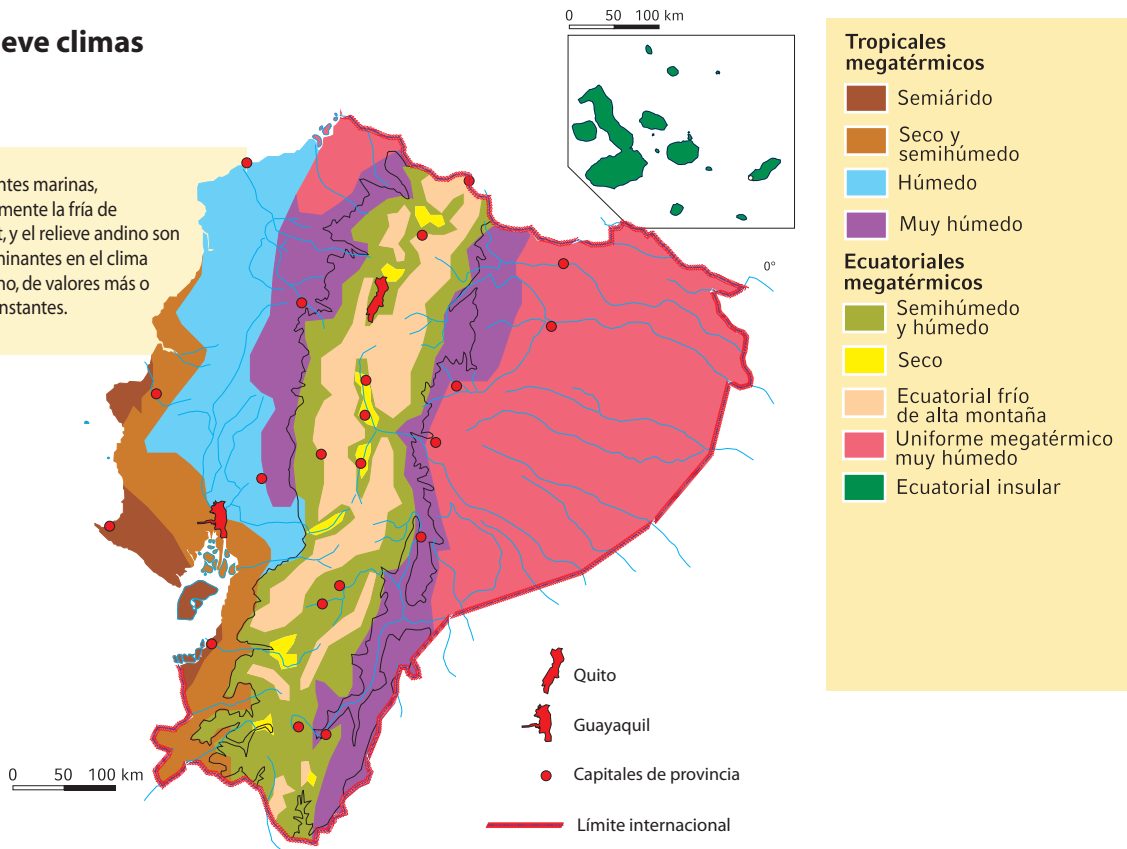 eve climas
ntes marinas,
mente la fría de
t, y el relieve andino son
minantes en el clima
no, de valores más o
nstantes.
0 50 100 km
0°
Tropicales
megatérmicos
Semiárido
Seco y
semihúmedo
Húmedo
Muy húmedo
Ecuatoriales
megatérmicos
Semihúmedo
y húmedo
Seco
Ecuatorial frío
de alta montaña
Uniforme megatérmico
muy húmedo
Ecuatorial insular
Quito
Guayaquil
Capitales de provincia
Límite internacional
0 50 100 km